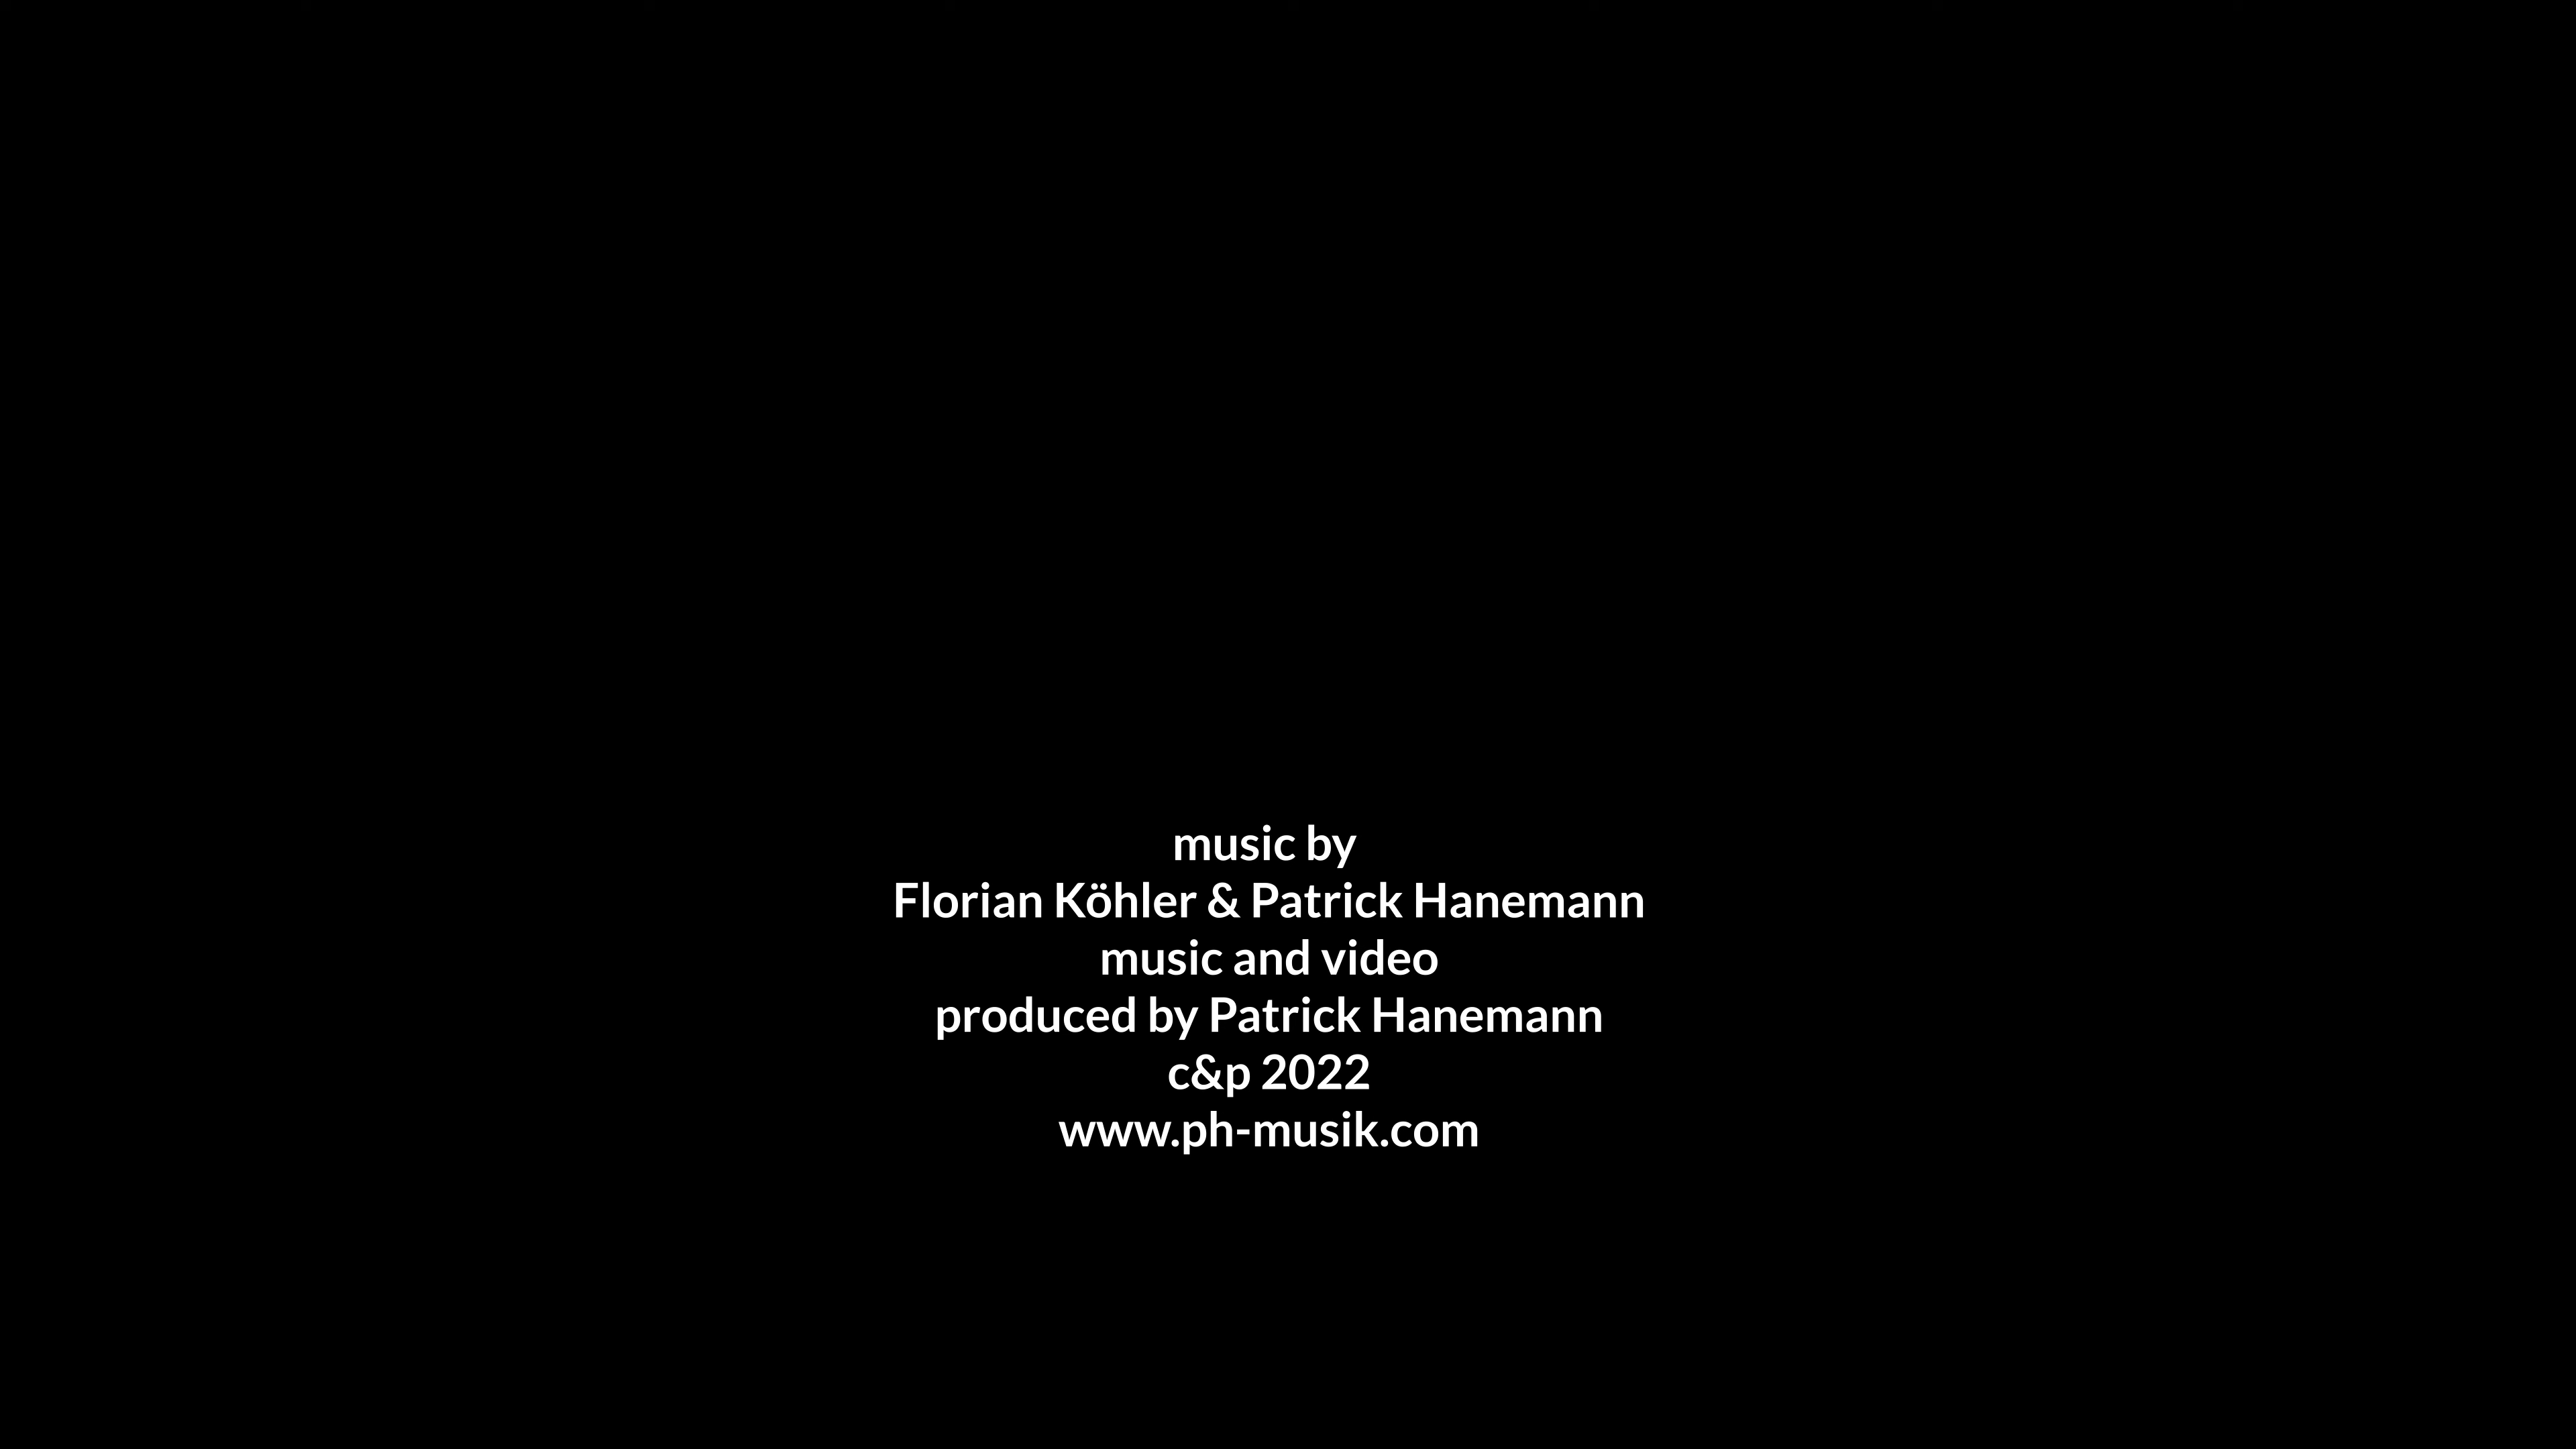 music by
Florian Köhler & Patrick Hanemann
music and video
produced by Patrick Hanemann
c&p 2022
www.ph-musik.com